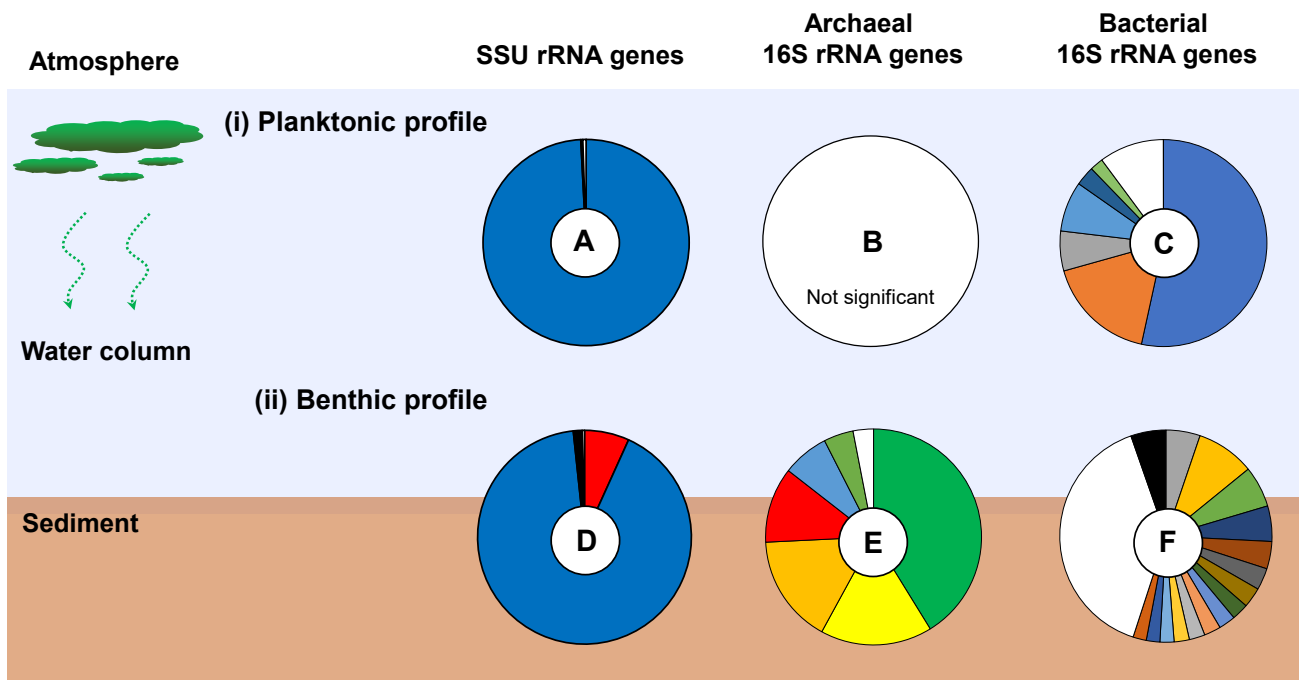 Atmosphere
SSU rRNA genes
Archaeal
16S rRNA genes
Bacterial
16S rRNA genes
(i) Planktonic profile
A
B
Not significant
C
Water column
(ii) Benthic profile
Sediment
D
E
F